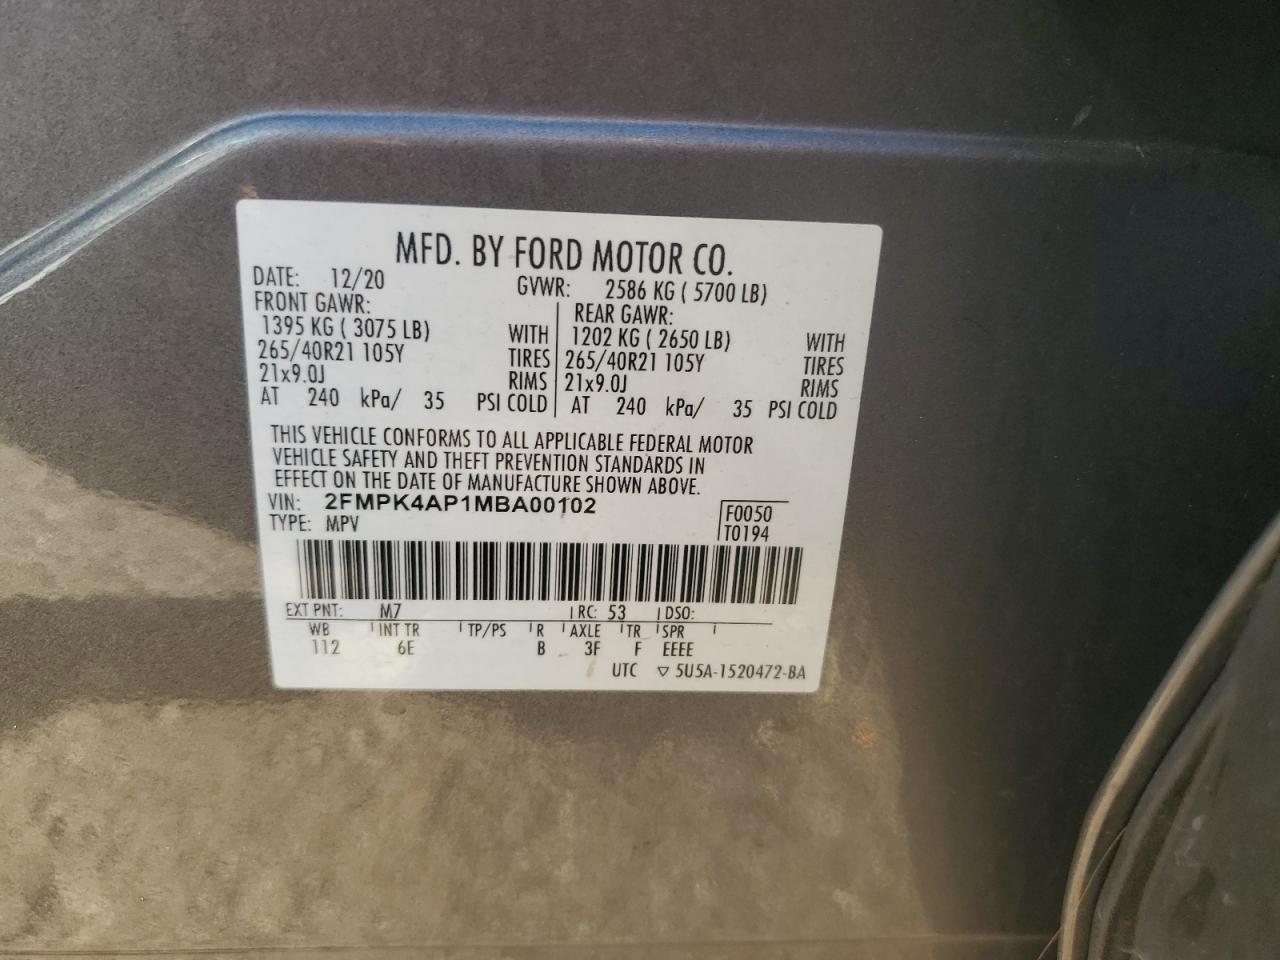 MFD. BY FORD MOTOR CO.
DATE: 12/20 GVWR: 2586 KG ( 5700 LB)
FRONT GAWR: REAR GAWR:
1395 KG ( 3075 LB) WITH 1202 KG ( 2650 LB) WITH
265/40R21 105Y TIRES 265/40R21 105Y TIRES
21x9.0J RIMS 21x9.0J RIMS
AT 240 kPa/ 35 PSI COLD AT 240 kPa/ 35 PSI COLD
THIS VEHICLE CONFORMS TO ALL APPLICABLE FEDERAL MOTOR
VEHICLE SAFETY AND THEFT PREVENTION STANDARDS IN
EFFECT ON THE DATE OF MANUFACTURE SHOWN ABOVE.
VIN: 2FMPK4AP1MBA00102 F0050
TYPE: MPV T0194
EXT PNT: M7 RC: 53 DSO:
WB INT TR TP/PS R AXLE TR SPR
112 6E B 3F F EEEE
UTC ▽ 5U5A-1520472-BA